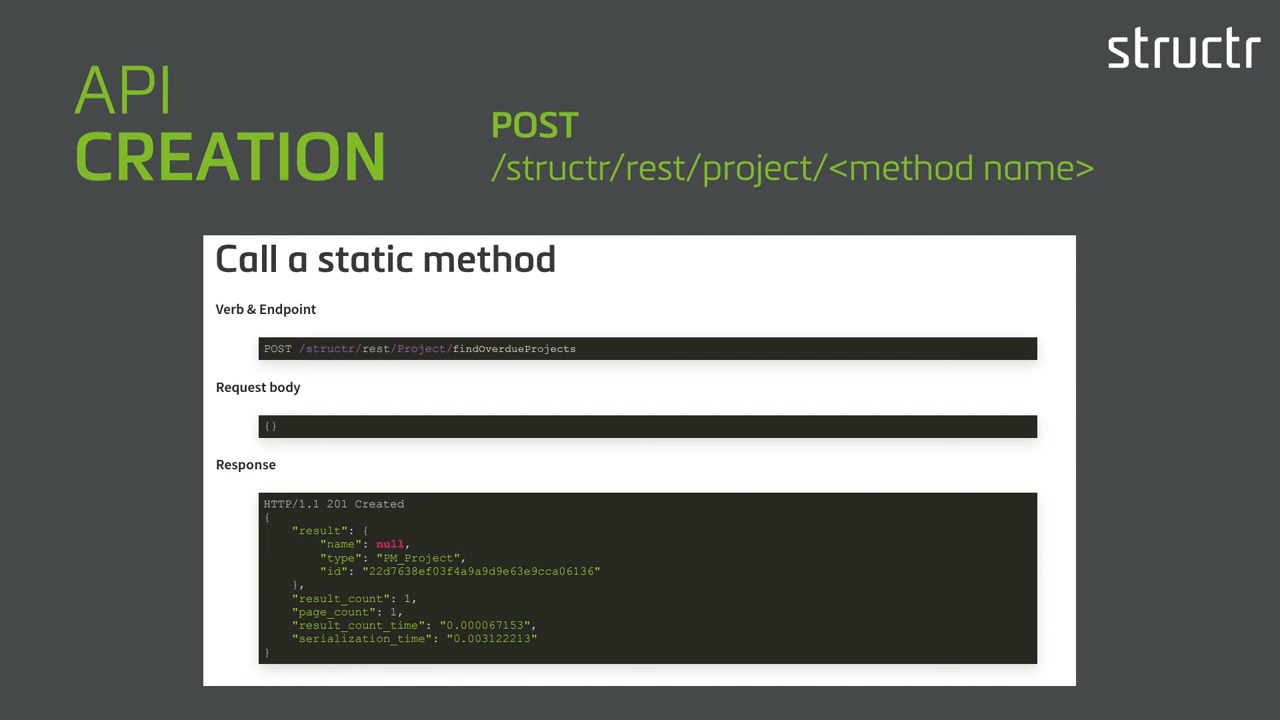 structr
API
CREATION
POST
/structr/rest/project/<method name>
Call a static method
Verb & Endpoint
POST /structr/rest/Project/findOverdueProjects
Request body
{}
Response
HTTP/1.1 201 Created
{
    "result": {
        "name": null,
        "type": "PM_Project",
        "id": "22d7638ef03f4a9a9d9e63e9cca06136"
    },
    "result_count": 1,
    "page_count": 1,
    "result_count_time": "0.000067153",
    "serialization_time": "0.003122213"
}